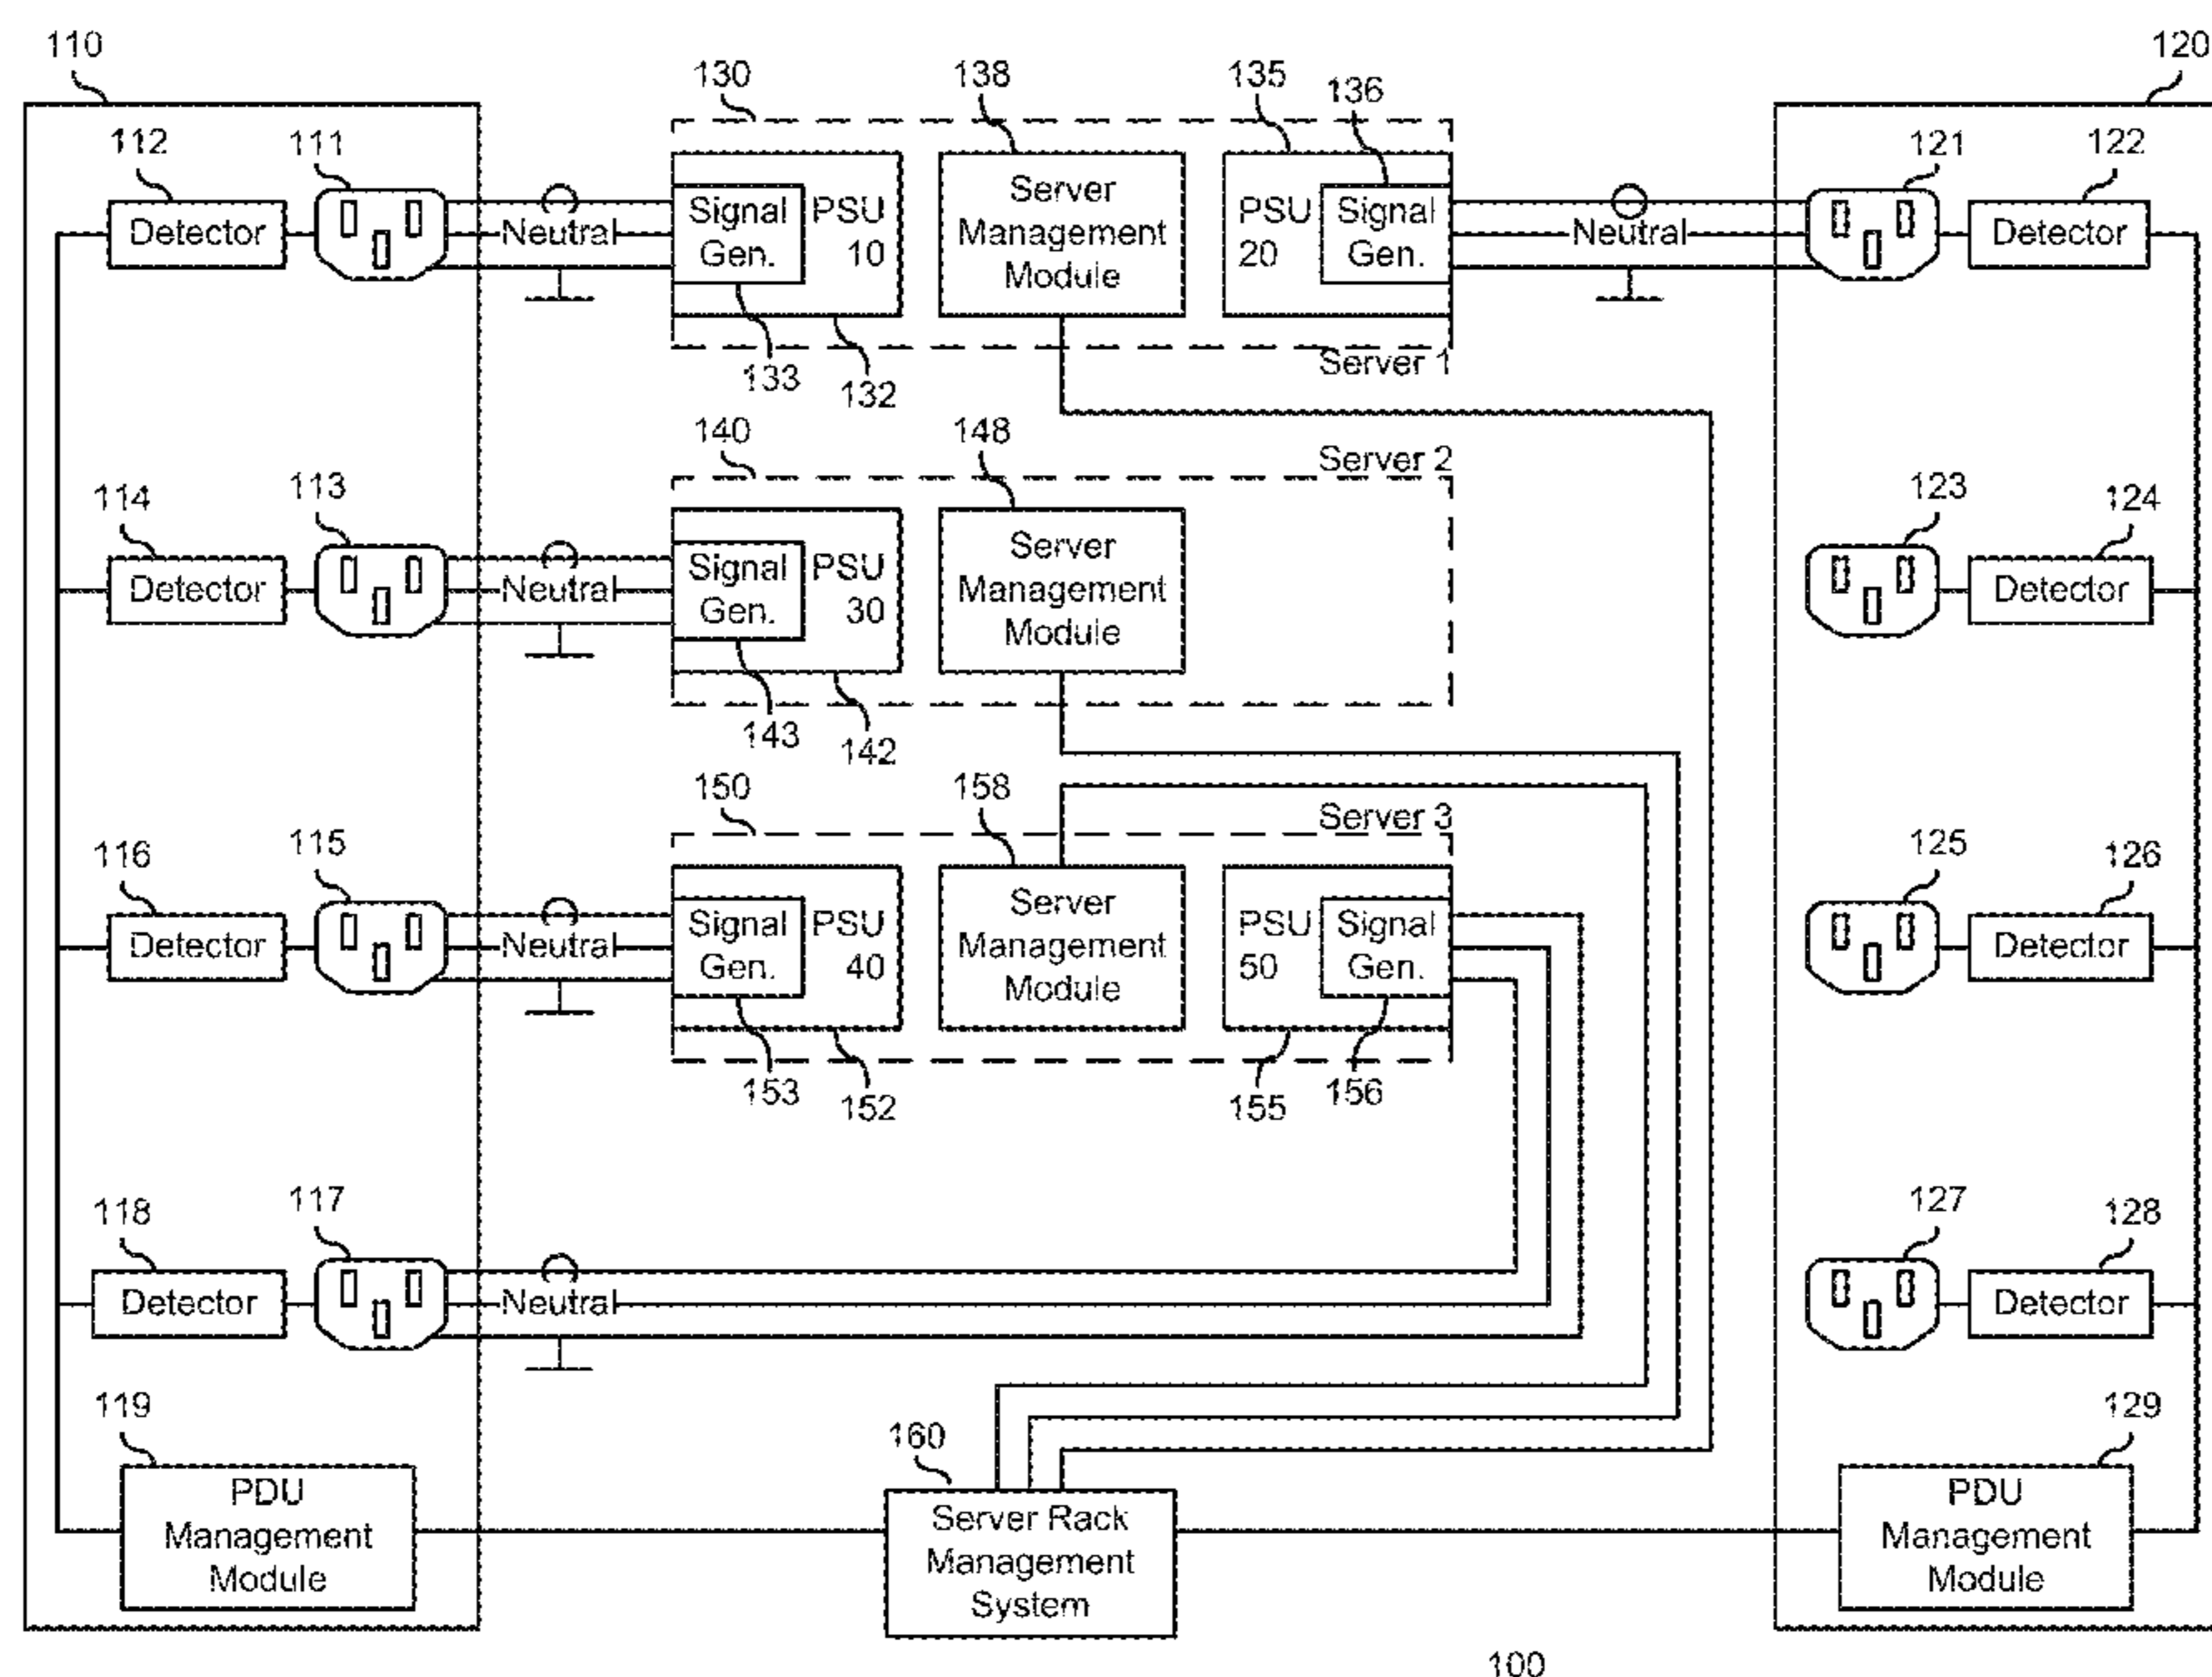 110
120
130
138
135
136
112
111
121
122
Detector
Neutral
Signal
Gen.
PSU
10
Server
Management
Module
PSU
20
Signal
Gen.
Neutral
Detector
Server 1
133
132
140
148
Server 2
114
113
123
124
Detector
Neutral
Signal
Gen.
PSU
30
Server
Management
Module
Detector
143
142
150
158
Server 3
116
115
125
126
Detector
Neutral
Signal
Gen.
PSU
40
Server
Management
Module
PSU
50
Signal
Gen.
Detector
153
152
155
156
118
117
127
128
Detector
Neutral
Detector
119
160
129
PDU
Management
Module
Server Rack
Management
System
PDU
Management
Module
100